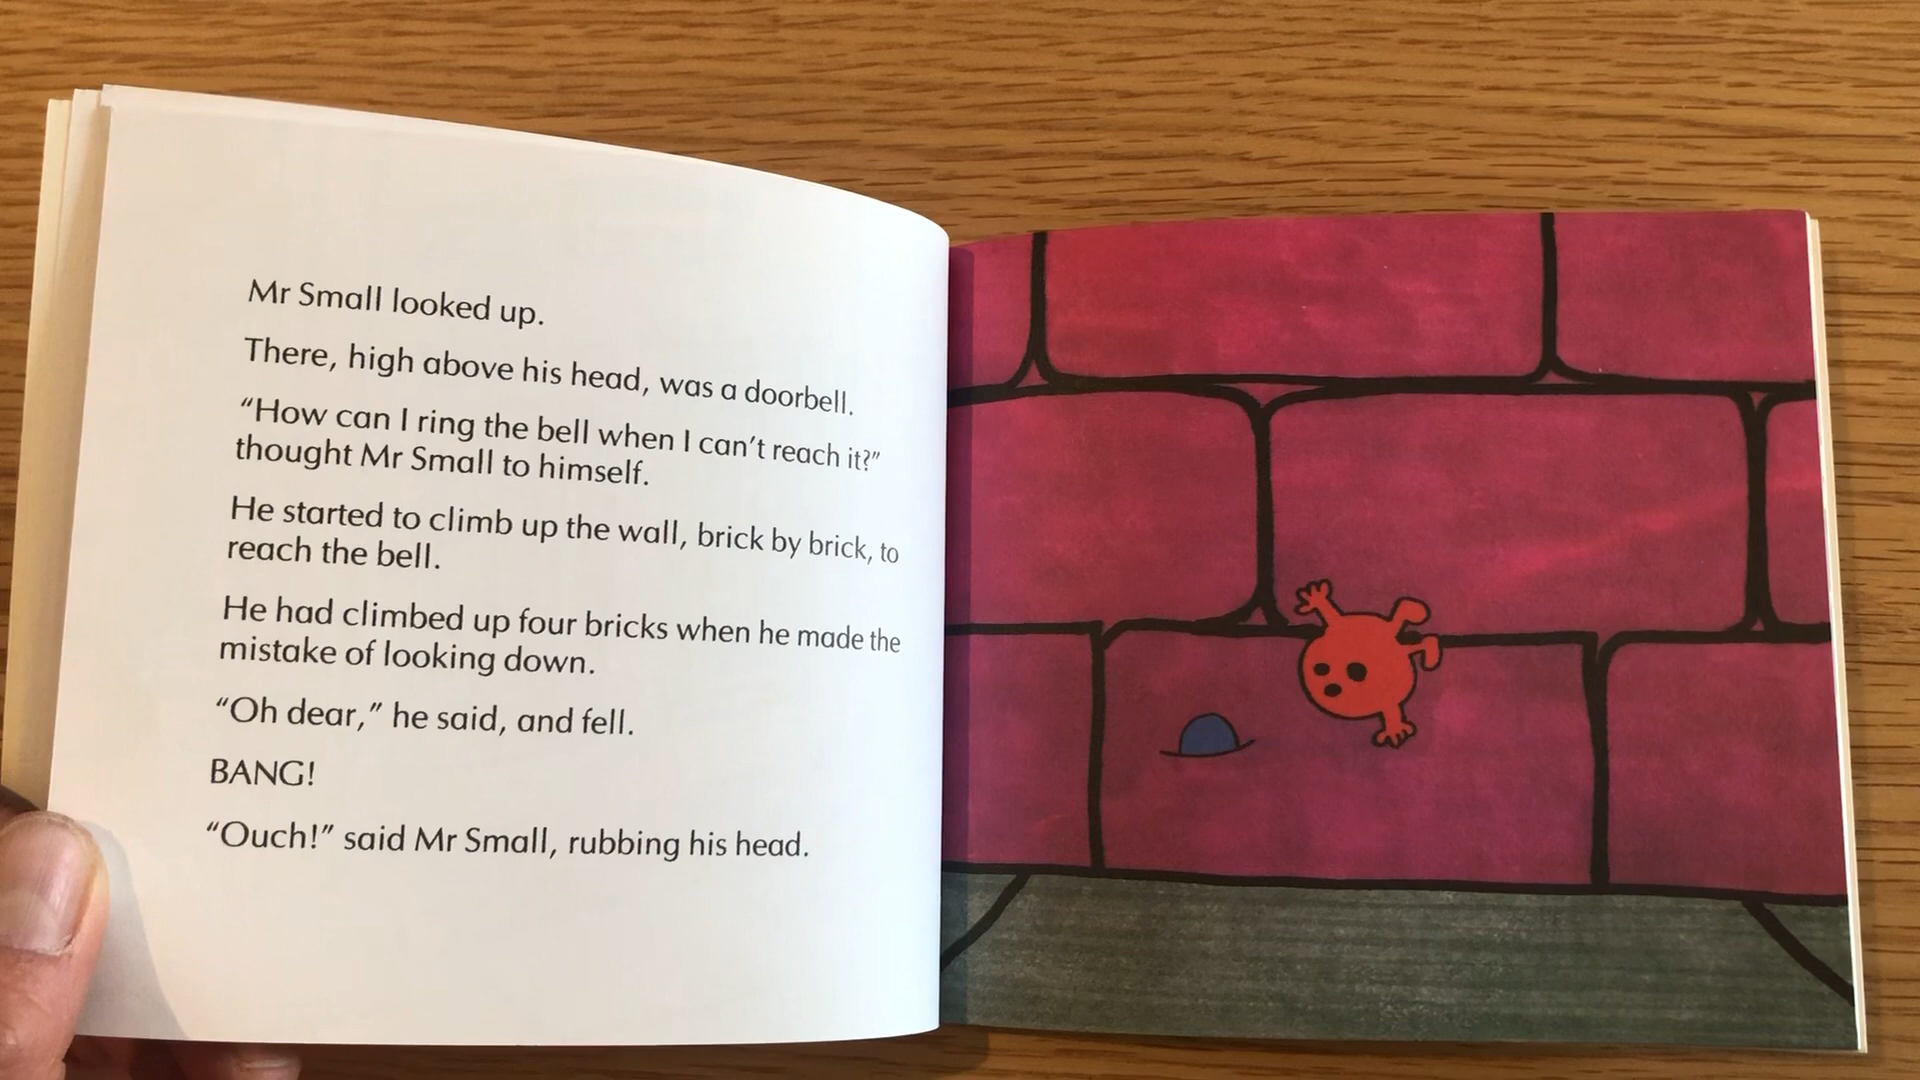 Mr Small looked up.
There, high above his head, was a doorbell.
“How can I ring the bell when I can’t reach it?”
thought Mr Small to himself.
He started to climb up the wall, brick by brick, to
reach the bell.
He had climbed up four bricks when he made the
mistake of looking down.
“Oh dear,” he said, and fell.
BANG!
“Ouch!” said Mr Small, rubbing his head.